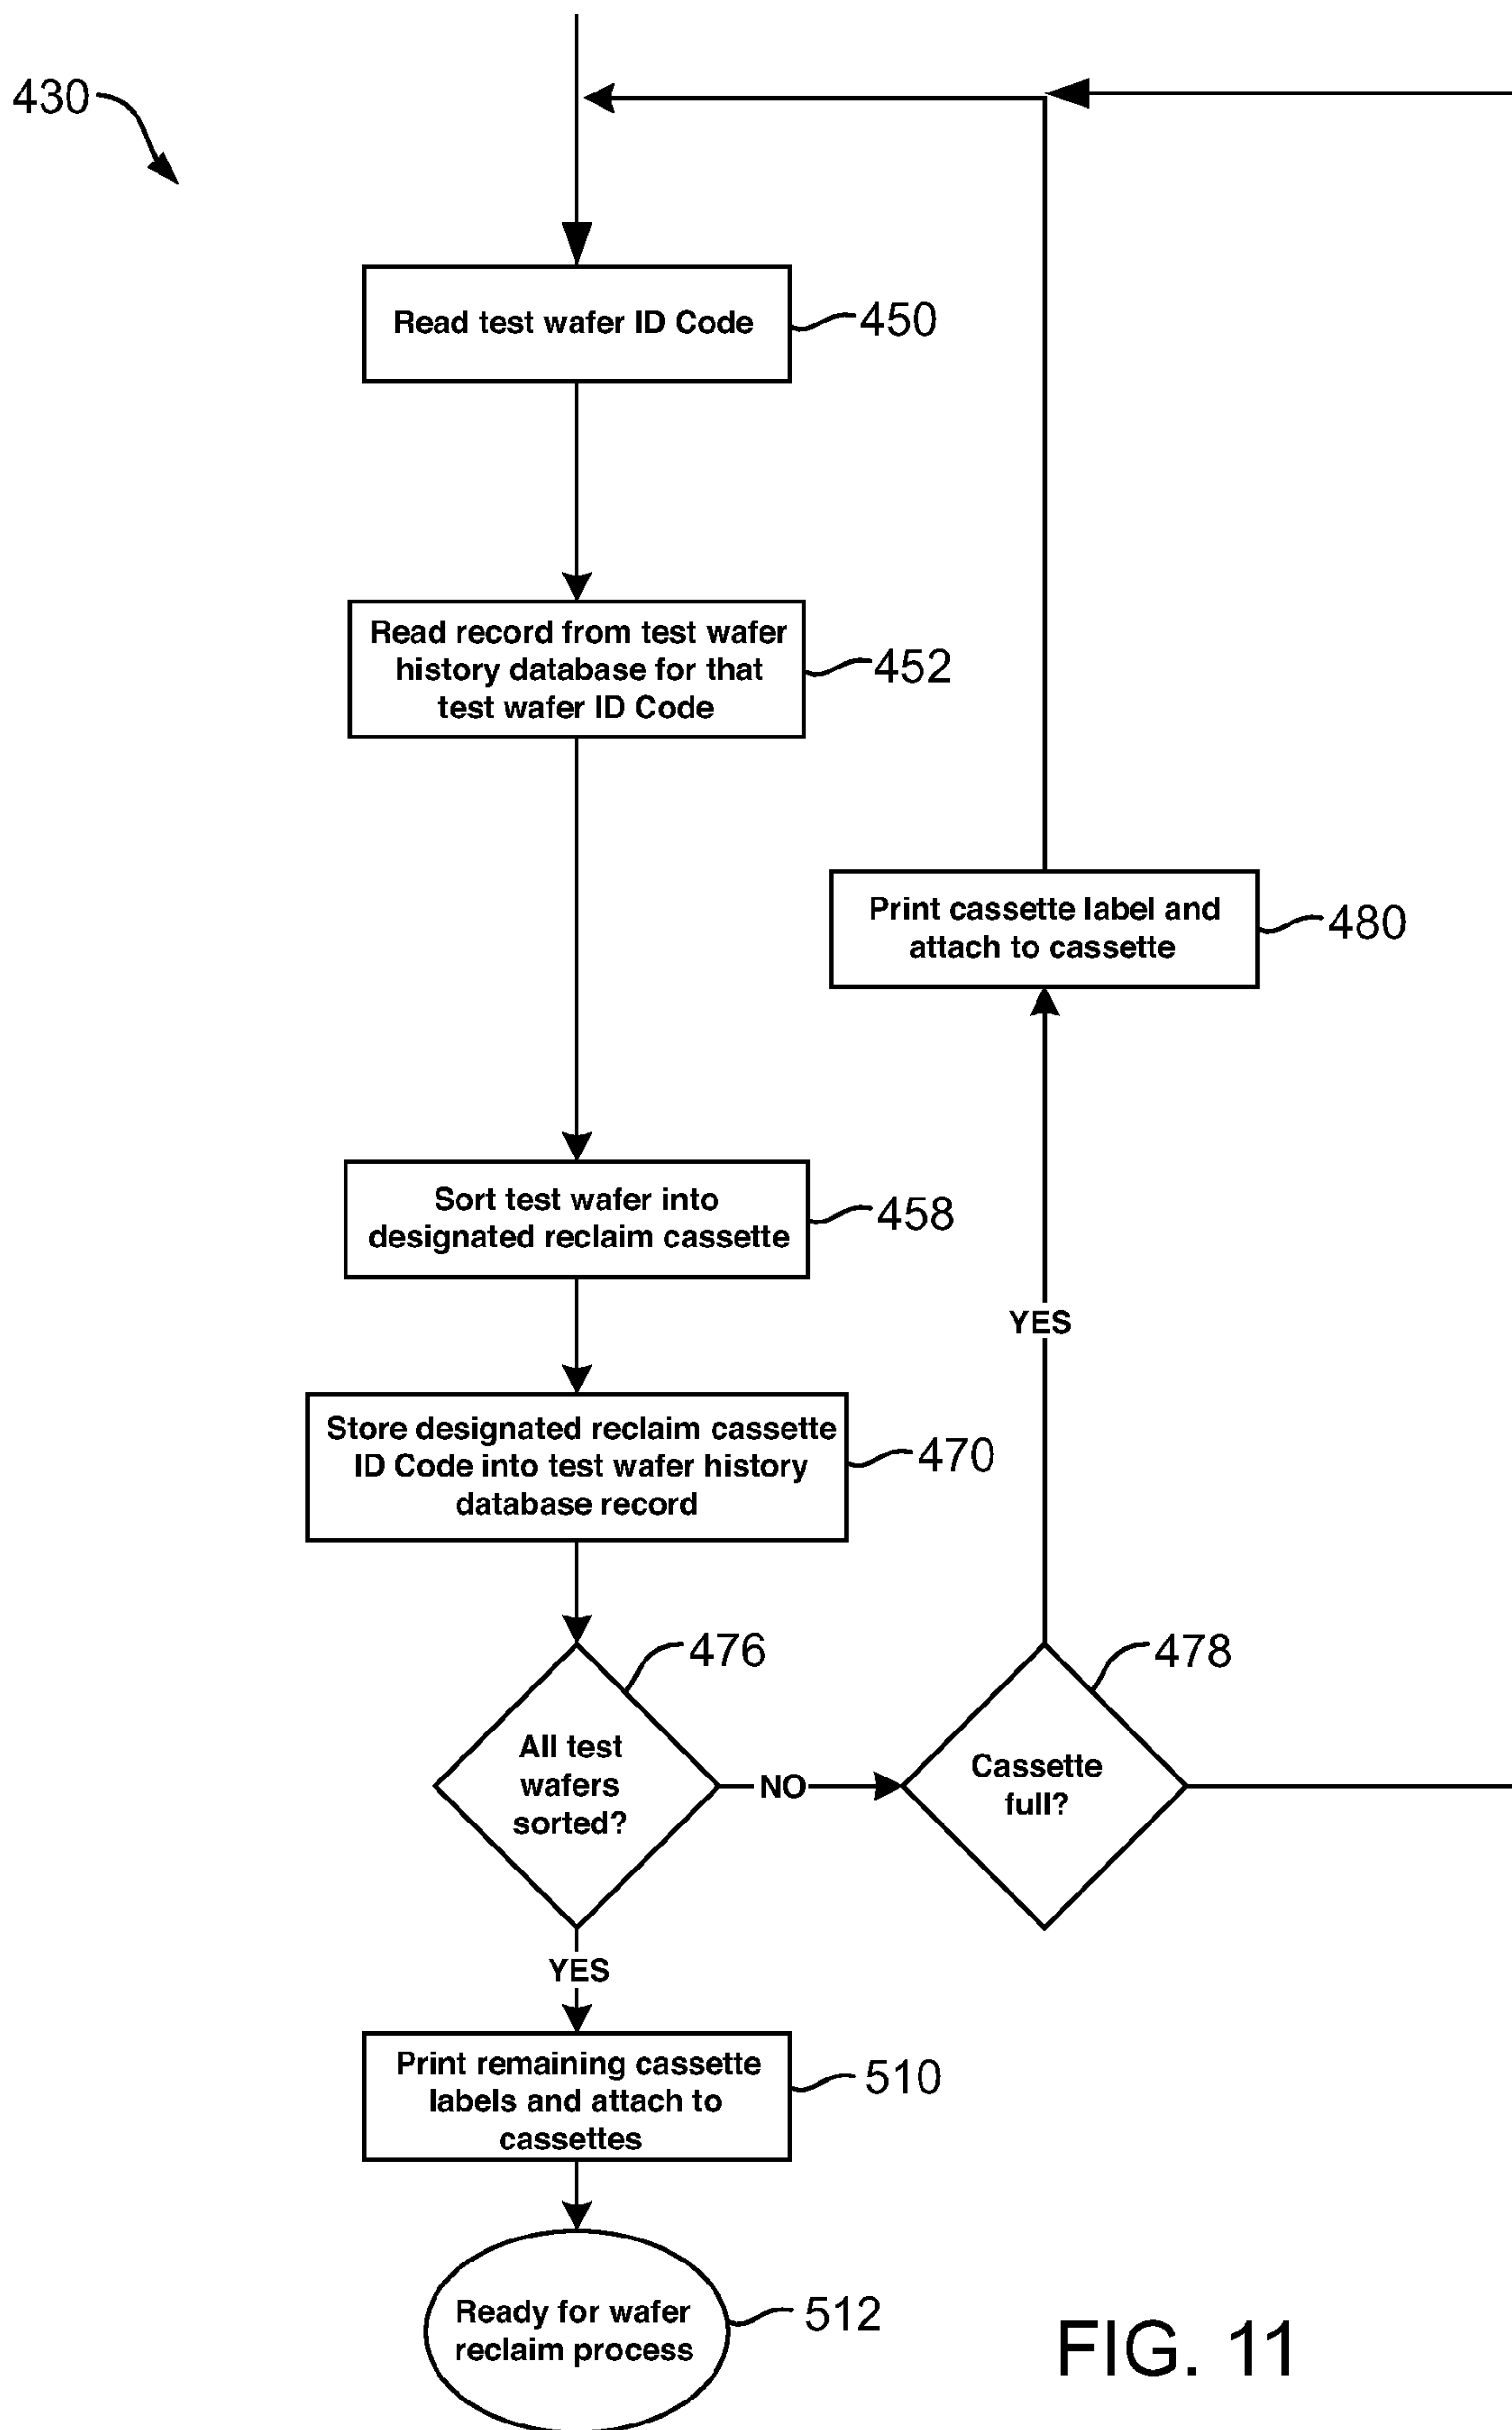 430
Read test wafer ID Code
450
Read record from test wafer
history database for that
test wafer ID Code
452
Print cassette label and
attach to cassette
480
Sort test wafer into
designated reclaim cassette
458
YES
Store designated reclaim cassette
ID Code into test wafer history
database record
470
476
478
All test
wafers
sorted?
NO
Cassette
full?
YES
Print remaining cassette
labels and attach to
cassettes
510
Ready for wafer
reclaim process
512
FIG. 11